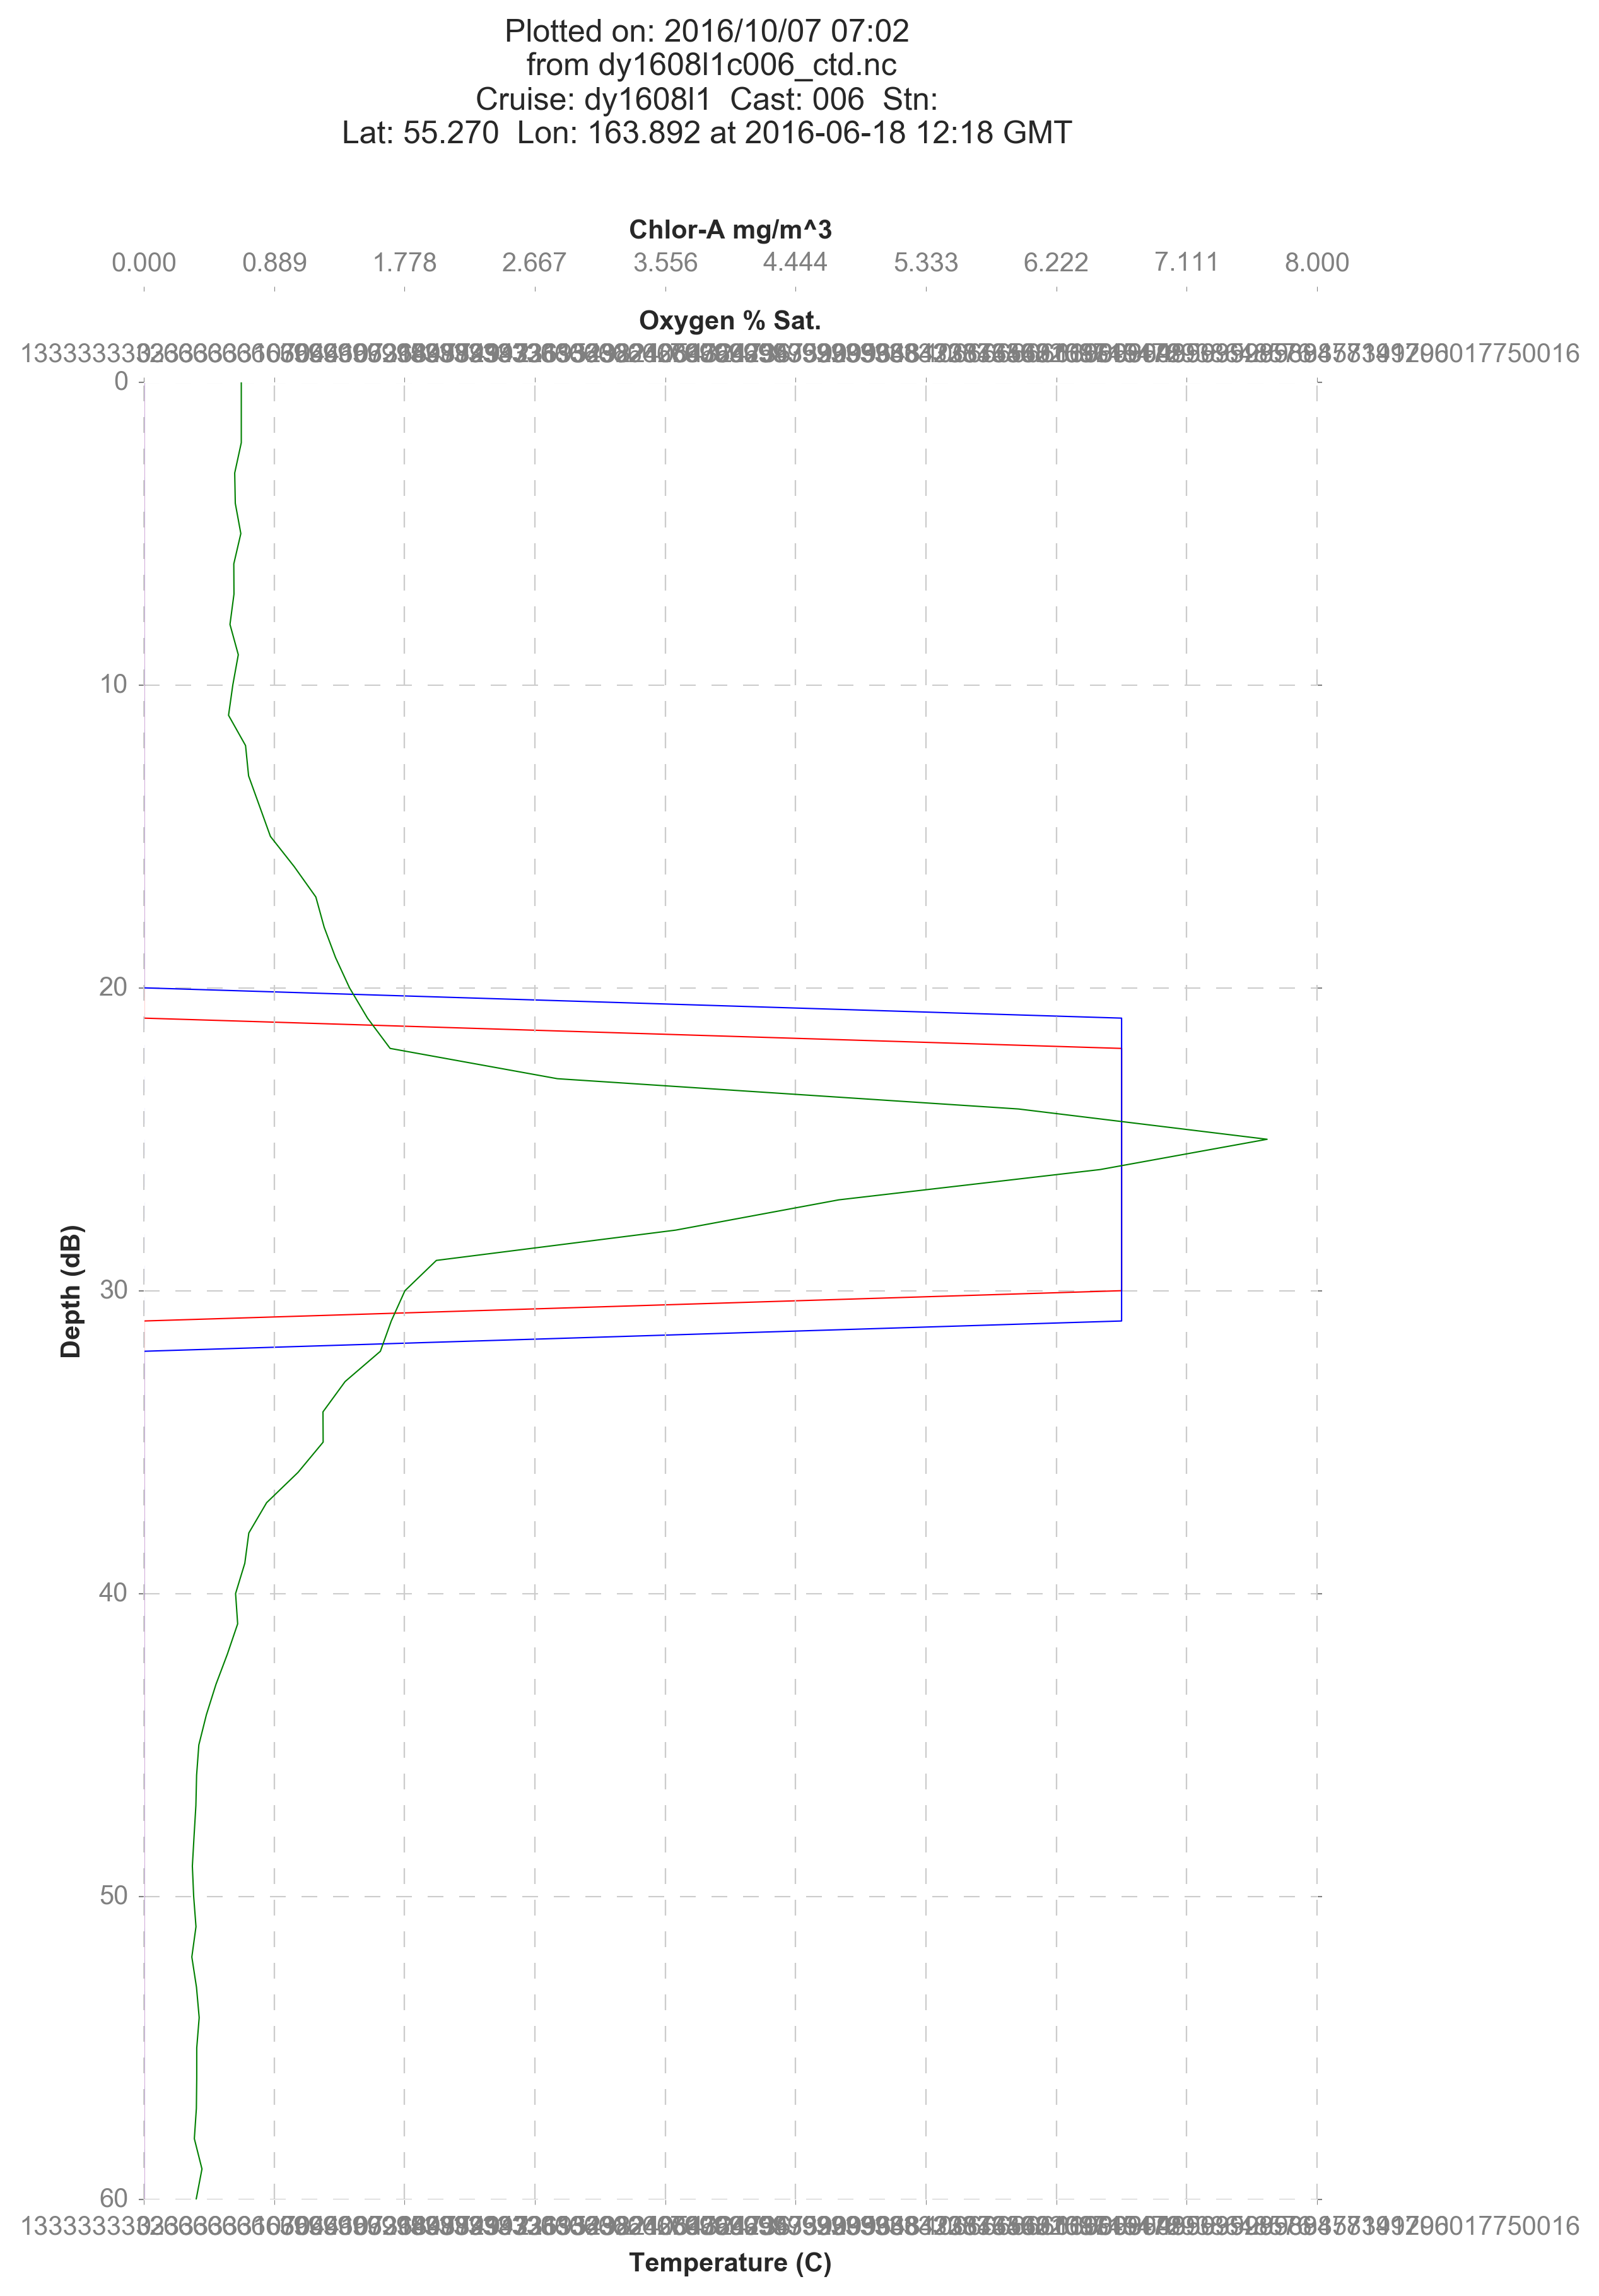 Plotted on: 2016/10/07 07:02
from dy1608l1c006_ctd.nc
Cruise: dy1608l1  Cast: 006  Stn:
Lat: 55.270  Lon: 163.892 at 2016-06-18 12:18 GMT
Chlor-A mg/m^3
0.000 0.889 1.778 2.667 3.556 4.444 5.333 6.222 7.111 8.000
Oxygen % Sat.
0
10
20
30
Depth (dB)
40
50
60
Temperature (C)